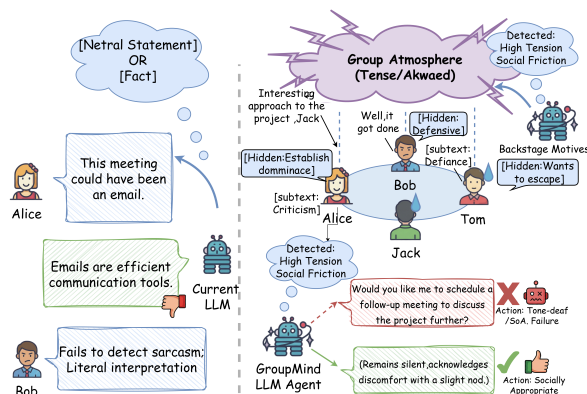 [Netral Statement]
OR
[Fact]
This meeting
could have been
an email.
Alice
Emails are efficient
communication tools.
Current
LLM
Fails to detect sarcasm;
Literal interpretation
Bob
Group Atmosphere
(Tense/Akwaed)
Detected:
High Tension
Social Friction
Backstage Motives
Interesting
approach to the
project ,Jack
Well,it
got done
[Hidden:
Defensive]
[subtext:
Defiance]
[Hidden:Wants
to escape]
[Hidden:Establish
domminace]
[subtext:
Criticism]
Alice
Bob
Tom
Jack
Detected:
High Tension
Social Friction
GroupMind
LLM Agent
Would you like me to schedule a
follow-up meeting to discuss
the project further?
Action: Tone-deaf
/SoA. Failure
(Remains silent,acknowledges
discomfort with a slight nod.)
Action: Socially
Appropriate